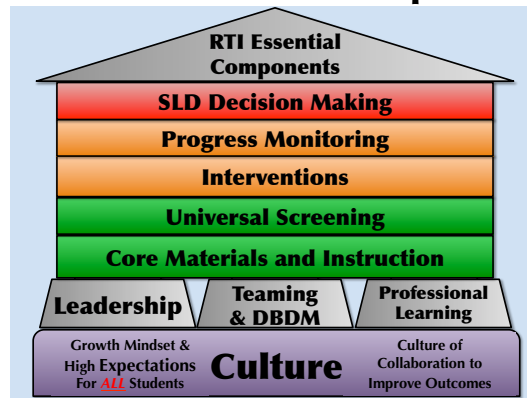 RTI Essential
Components
SLD Decision Making
Progress Monitoring
Interventions
Universal Screening
Core Materials and Instruction
Leadership
Teaming
& DBDM
Professional
Learning
Growth Mindset &
High Expectations
For ALL Students
Culture
Culture of
Collaboration to
Improve Outcomes